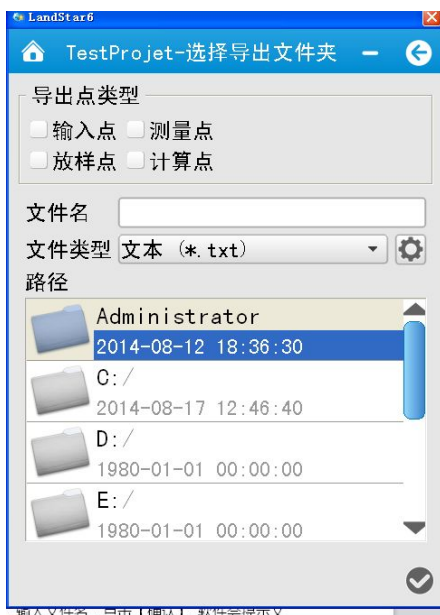 LandStar6
TestProjet-选择导出文件夹
导出点类型
输入点 测量点
放样点 计算点
文件名
文件类型 文本 (*.txt)
路径
Administrator
2014-08-12 18:36:30
C:/
2014-08-17 12:46:40
D:/
1980-01-01 00:00:00
E:/
1980-01-01 00:00:00